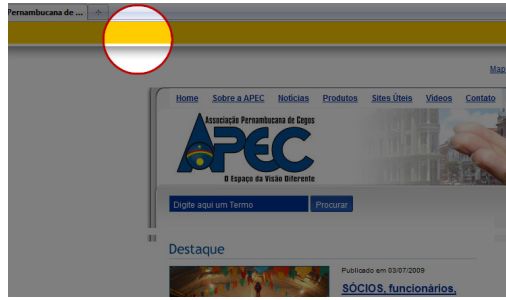 Pernambucana de ...
Map
Home Sobre a APEC Notícias Produtos Sites Úteis Vídeos Contato
Associação Pernambucana de Cegos
APEC
O Espaço da Visão Diferente
Digite aqui um Termo Procurar
Destaque
Publicado em 03/07/2009
SÓCIOS, funcionários,